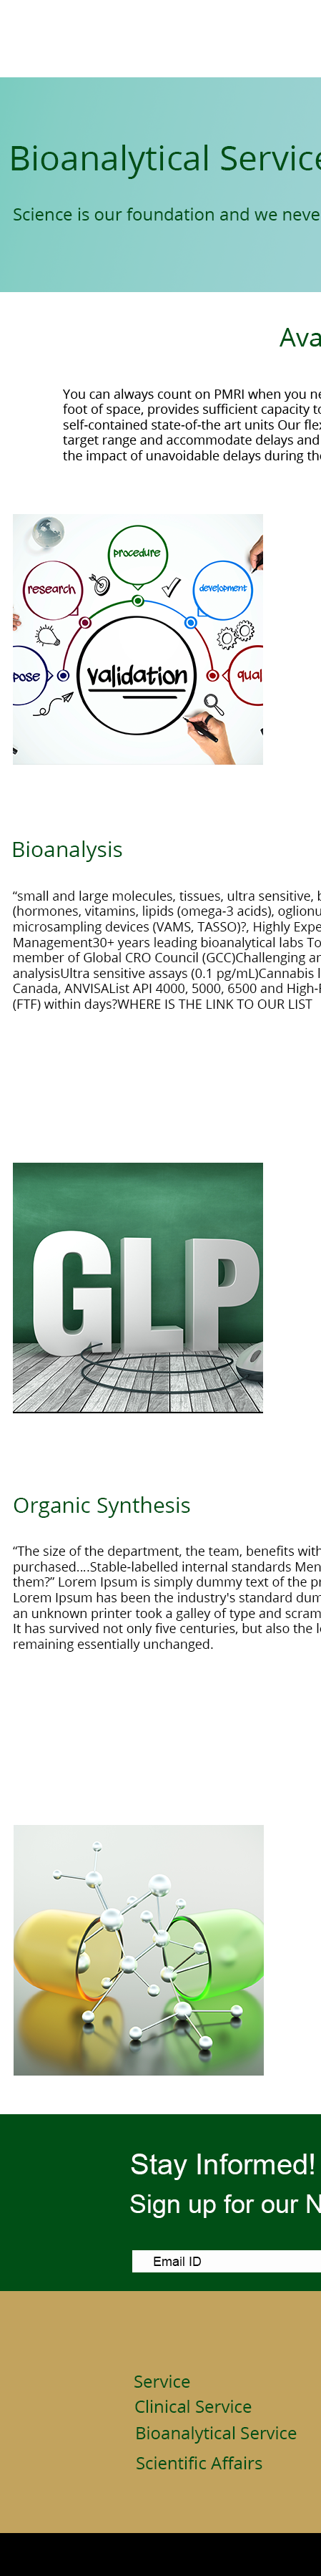 Bioanalytical Service
Science is our foundation and we neve
Ava
You can always count on PMRI when you ne
foot of space, provides sufficient capacity to
self-contained state-of-the art units Our flex
target range and accommodate delays and
the impact of unavoidable delays during the
procedure
research
development
pose
validation
qual
Bioanalysis
“small and large molecules, tissues, ultra sensitive, b
(hormones, vitamins, lipids (omega-3 acids), oglionu
microsampling devices (VAMS, TASSO)?, Highly Expe
Management30+ years leading bioanalytical labs To
member of Global CRO Council (GCC)Challenging an
analysisUltra sensitive assays (0.1 pg/mL)Cannabis l
Canada, ANVISAList API 4000, 5000, 6500 and High-R
(FTF) within days?WHERE IS THE LINK TO OUR LIST
GLP
Organic Synthesis
“The size of the department, the team, benefits with
purchased....Stable-labelled internal standards Men
them?” Lorem Ipsum is simply dummy text of the pr
Lorem Ipsum has been the industry's standard dum
an unknown printer took a galley of type and scram
It has survived not only five centuries, but also the le
remaining essentially unchanged.
Stay Informed!
Sign up for our N
Email ID
Service
Clinical Service
Bioanalytical Service
Scientific Affairs